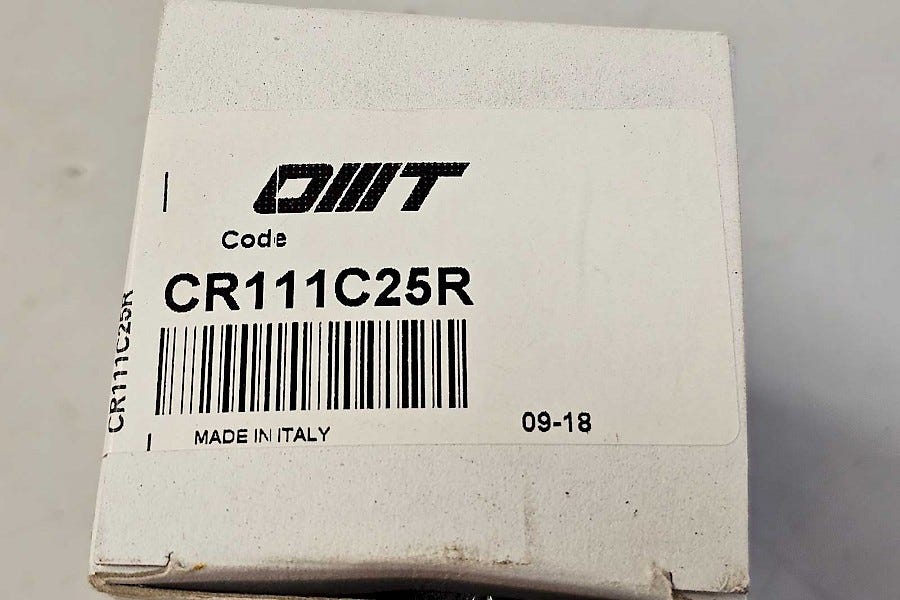 OMT
Code
CR111C25R
CR111C25R
MADE IN ITALY
09-18